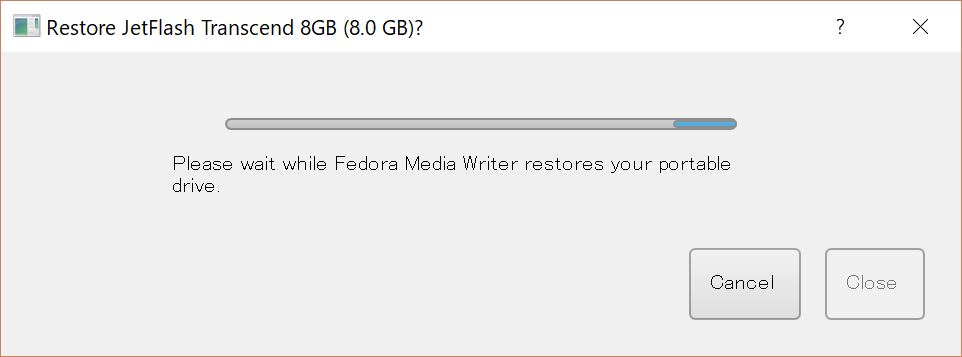 Restore JetFlash Transcend 8GB (8.0 GB)?
?
Please wait while Fedora Media Writer restores your portable
drive.
Cancel
Close